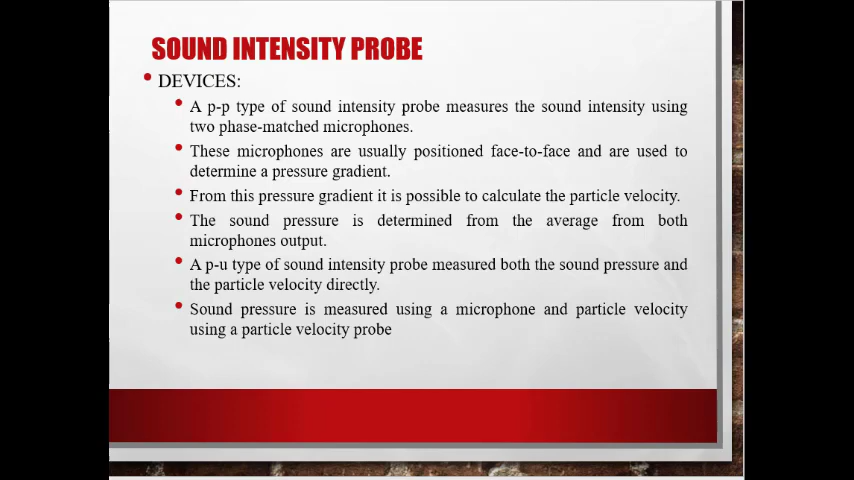 SOUND INTENSITY PROBE
DEVICES:
A p-p type of sound intensity probe measures the sound intensity using
two phase-matched microphones.
These microphones are usually positioned face-to-face and are used to
determine a pressure gradient.
From this pressure gradient it is possible to calculate the particle velocity.
The sound pressure is determined from the average from both
microphones output.
A p-u type of sound intensity probe measured both the sound pressure and
the particle velocity directly.
Sound pressure is measured using a microphone and particle velocity
using a particle velocity probe